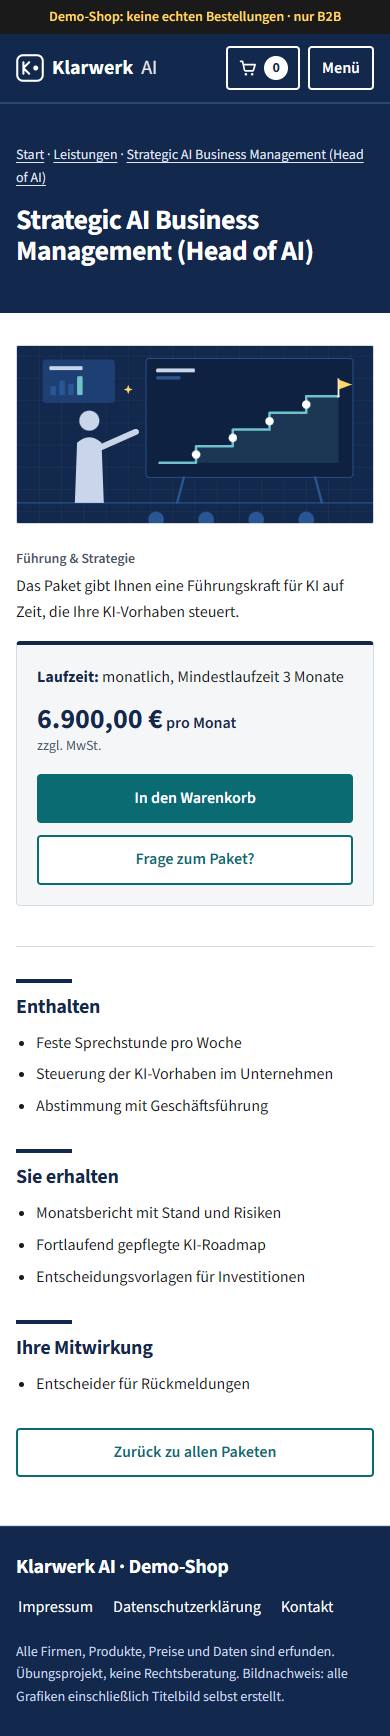 Demo-Shop: keine echten Bestellungen · nur B2B
Klarwerk AI
0
Menü
Start · Leistungen · Strategic AI Business Management (Head
of AI)
Strategic AI Business
Management (Head of AI)
Führung & Strategie
Das Paket gibt Ihnen eine Führungskraft für KI auf
Zeit, die Ihre KI-Vorhaben steuert.
Laufzeit: monatlich, Mindestlaufzeit 3 Monate
6.900,00 € pro Monat
zzgl. MwSt.
In den Warenkorb
Frage zum Paket?
Enthalten
• Feste Sprechstunde pro Woche
• Steuerung der KI-Vorhaben im Unternehmen
• Abstimmung mit Geschäftsführung
Sie erhalten
• Monatsbericht mit Stand und Risiken
• Fortlaufend gepflegte KI-Roadmap
• Entscheidungsvorlagen für Investitionen
Ihre Mitwirkung
• Entscheider für Rückmeldungen
Zurück zu allen Paketen
Klarwerk AI · Demo-Shop
Impressum Datenschutzerklärung Kontakt
Alle Firmen, Produkte, Preise und Daten sind erfunden.
Übungsprojekt, keine Rechtsberatung. Bildnachweis: alle
Grafiken einschließlich Titelbild selbst erstellt.